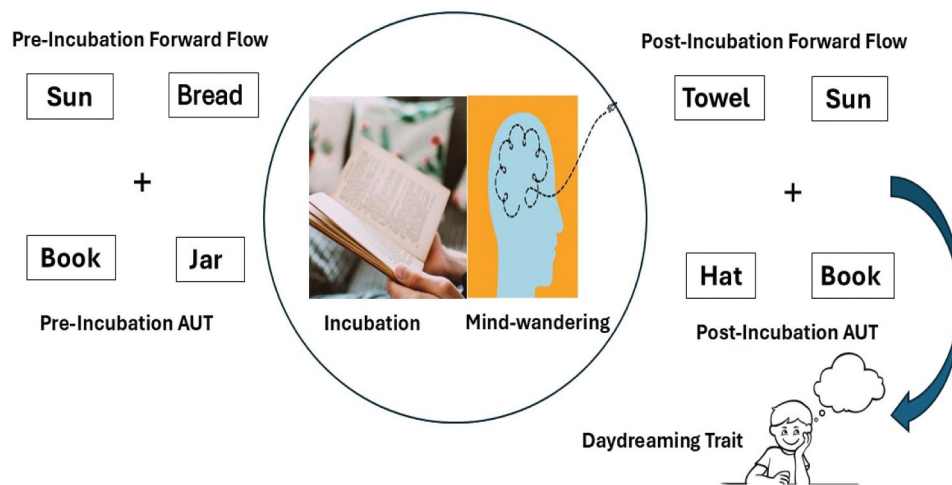 Pre-Incubation Forward Flow
Sun
Bread
+
Book
Jar
Pre-Incubation AUT
Incubation
Mind-wandering
Post-Incubation Forward Flow
Towel
Sun
+
Hat
Book
Post-Incubation AUT
Daydreaming Trait